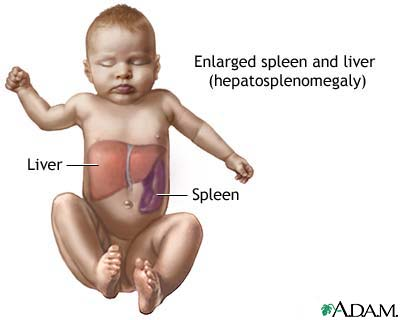 Enlarged spleen and liver
(hepatosplenomegaly)
Liver
Spleen
A.D.A.M.